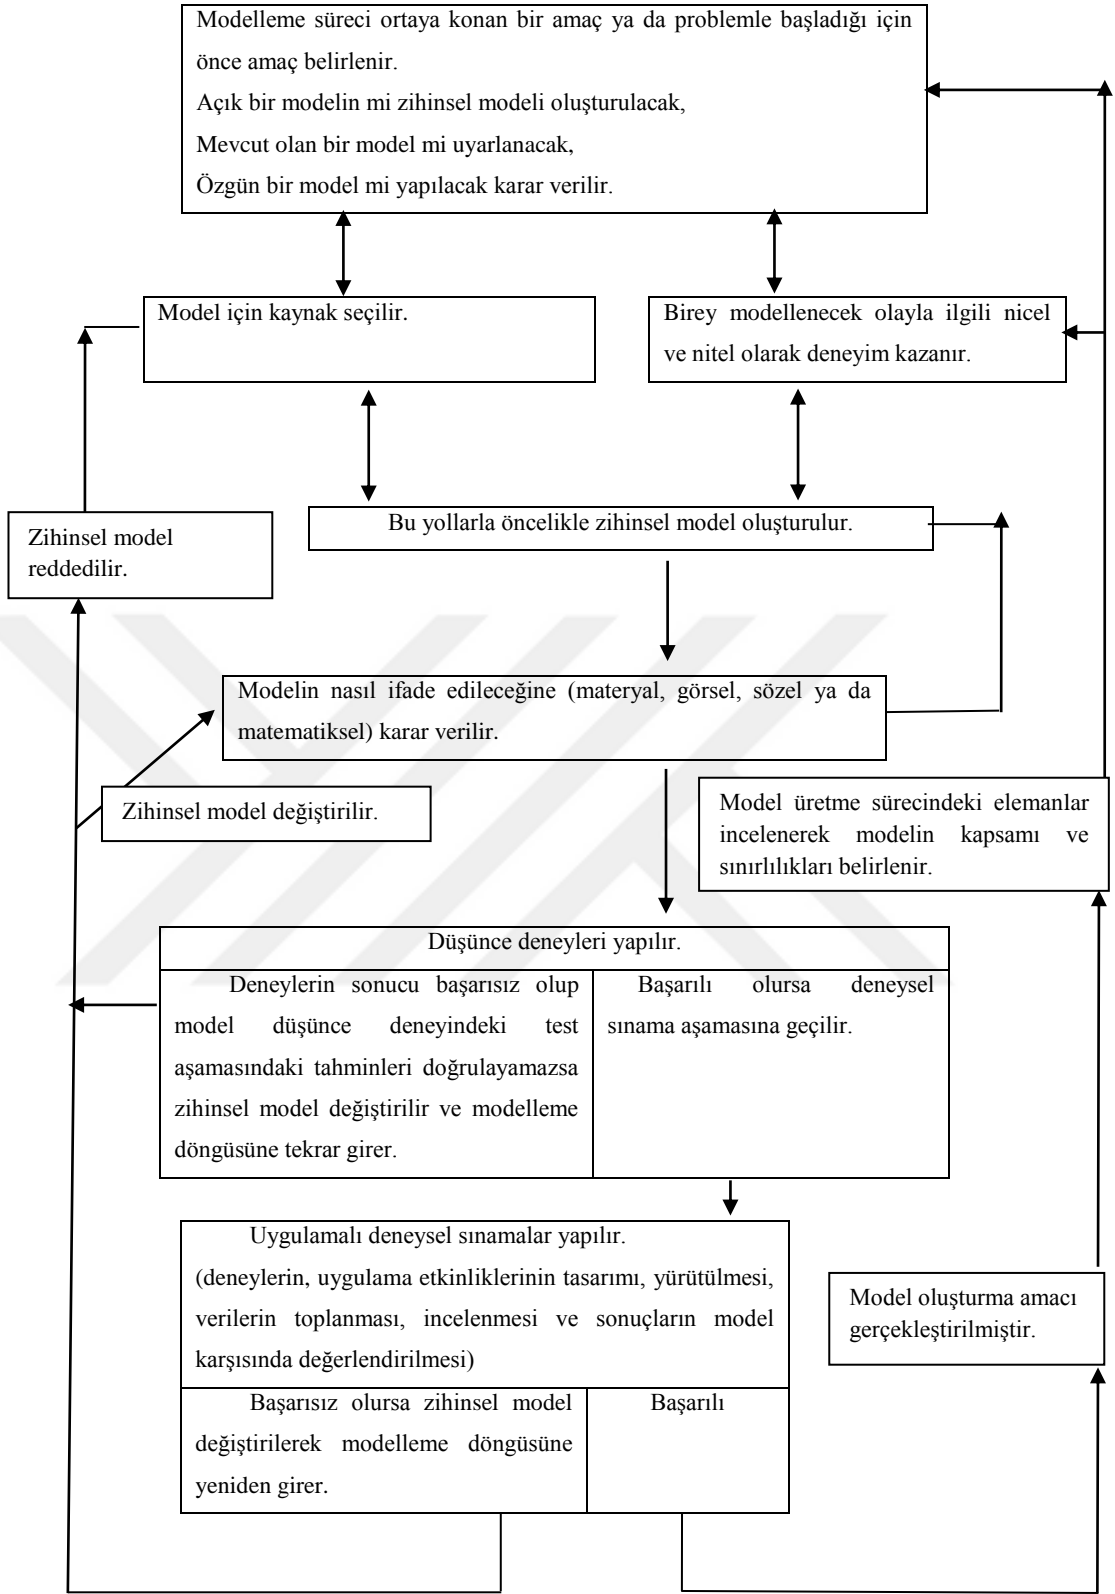 Modelleme süreci ortaya konan bir amaç ya da problemle başladığı için
önce amaç belirlenir.
Açık bir modelin mi zihinsel modeli oluşturulacak,
Mevcut olan bir model mi uyarlanacak,
Özgün bir model mi yapılacak karar verilir.
Model için kaynak seçilir.
Birey modellenecek olayla ilgili nicel
ve nitel olarak deneyim kazanır.
Zihinsel model
reddedilir.
Bu yollarla öncelikle zihinsel model oluşturulur.
Modelin nasıl ifade edileceğine (materyal, görsel, sözel ya da
matematiksel) karar verilir.
Zihinsel model değiştirilir.
Model üretme sürecindeki elemanlar
incelenerek modelin kapsamı ve
sınırlılıkları belirlenir.
Düşünce deneyleri yapılır.
Deneylerin sonucu başarısız olup
model düşünce deneyindeki test
aşamasındaki tahminleri doğrulayamazsa
zihinsel model değiştirilir ve modelleme
döngüsüne tekrar girer.
Başarılı olursa deneysel
sınama aşamasına geçilir.
Uygulamalı deneysel sınamalar yapılır.
(deneylerin, uygulama etkinliklerinin tasarımı, yürütülmesi,
verilerin toplanması, incelenmesi ve sonuçların model
karşısında değerlendirilmesi)
Başarısız olursa zihinsel model
değiştirilerek modelleme döngüsüne
yeniden girer.
Başarılı
Model oluşturma amacı
gerçekleştirilmiştir.